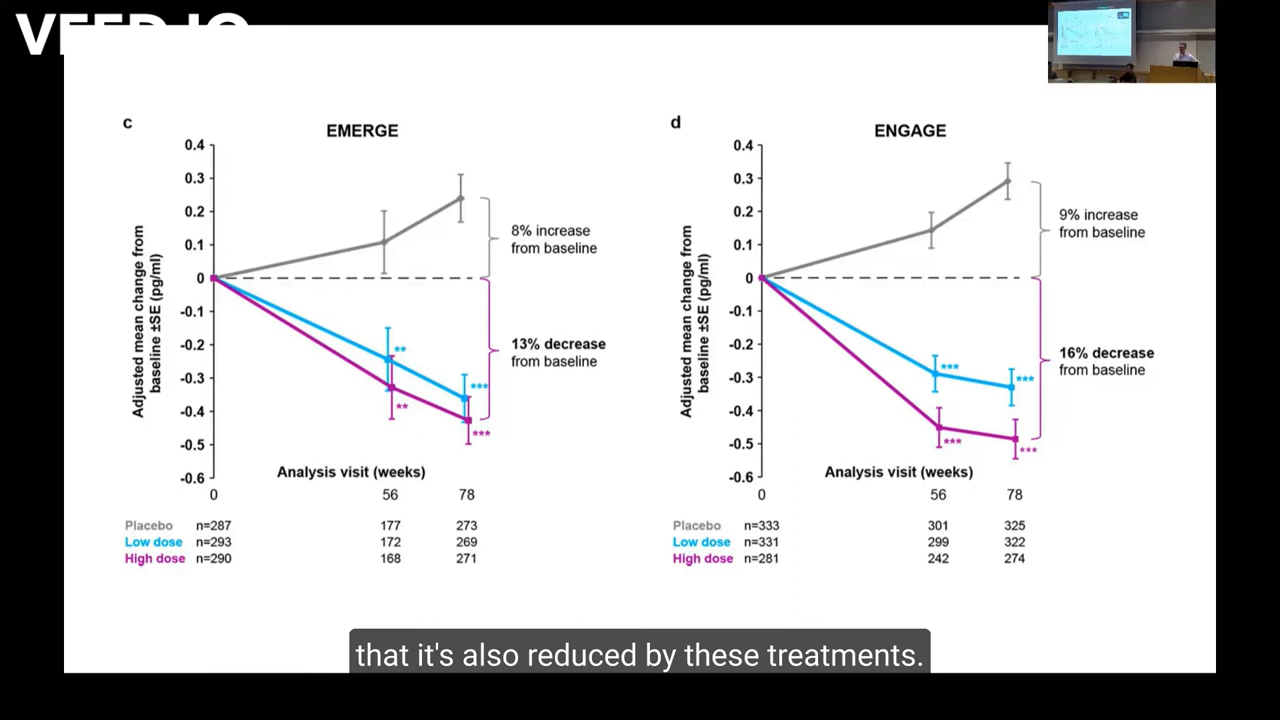 c
EMERGE
0.4
0.3
0.2
0.1
0
-0.1
-0.2
-0.3
-0.4
-0.5
-0.6
Adjusted mean change from
baseline ±SE (pg/ml)
8% increase
from baseline
13% decrease
from baseline
**
***
**
***
Analysis visit (weeks)
0 56 78
Placebo n=287 177 273
Low dose n=293 172 269
High dose n=290 168 271
d
ENGAGE
0.4
0.3
0.2
0.1
0
-0.1
-0.2
-0.3
-0.4
-0.5
-0.6
Adjusted mean change from
baseline ±SE (pg/ml)
9% increase
from baseline
16% decrease
from baseline
***
***
***
***
Analysis visit (weeks)
0 56 78
Placebo n=333 301 325
Low dose n=331 299 322
High dose n=281 242 274
that it's also reduced by these treatments.